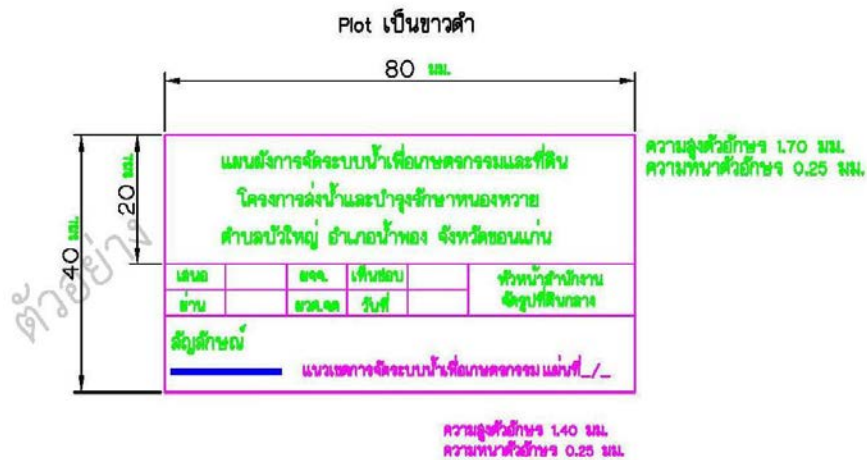 Plot เป็นขาวดำ
80 มม.
ความสูงตัวอักษร 1.70 มม.
ความหนาตัวอักษร 0.25 มม.
40 มม.
20 มม.
แผนผังการจัดระบบน้ำเพื่อเกษตรกรรมและที่ดิน
โครงการส่งน้ำและบำรุงรักษาหนองหวาย
ตำบลบัวใหญ่ อำเภอน้ำพอง จังหวัดขอนแก่น
เสนอ ผจจ. เห็นชอบ หัวหน้าสำนักงาน
ผ่าน ผวศ.จด วันที่ จัดรูปที่ดินกลาง
สัญลักษณ์
แนวเขตการจัดระบบน้ำเพื่อเกษตรกรรม แผ่นที่_/_
ความสูงตัวอักษร 1.40 มม.
ความหนาตัวอักษร 0.25 มม.
ตัวอย่าง